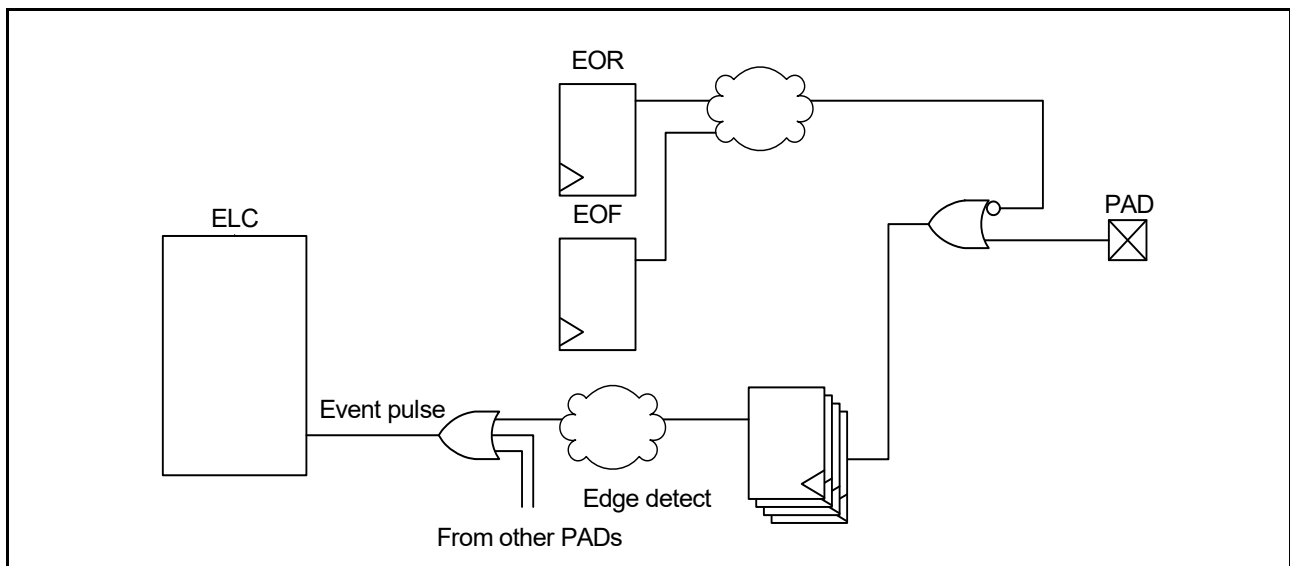 EOR
EOF
ELC
PAD
Event pulse
Edge detect
From other PADs